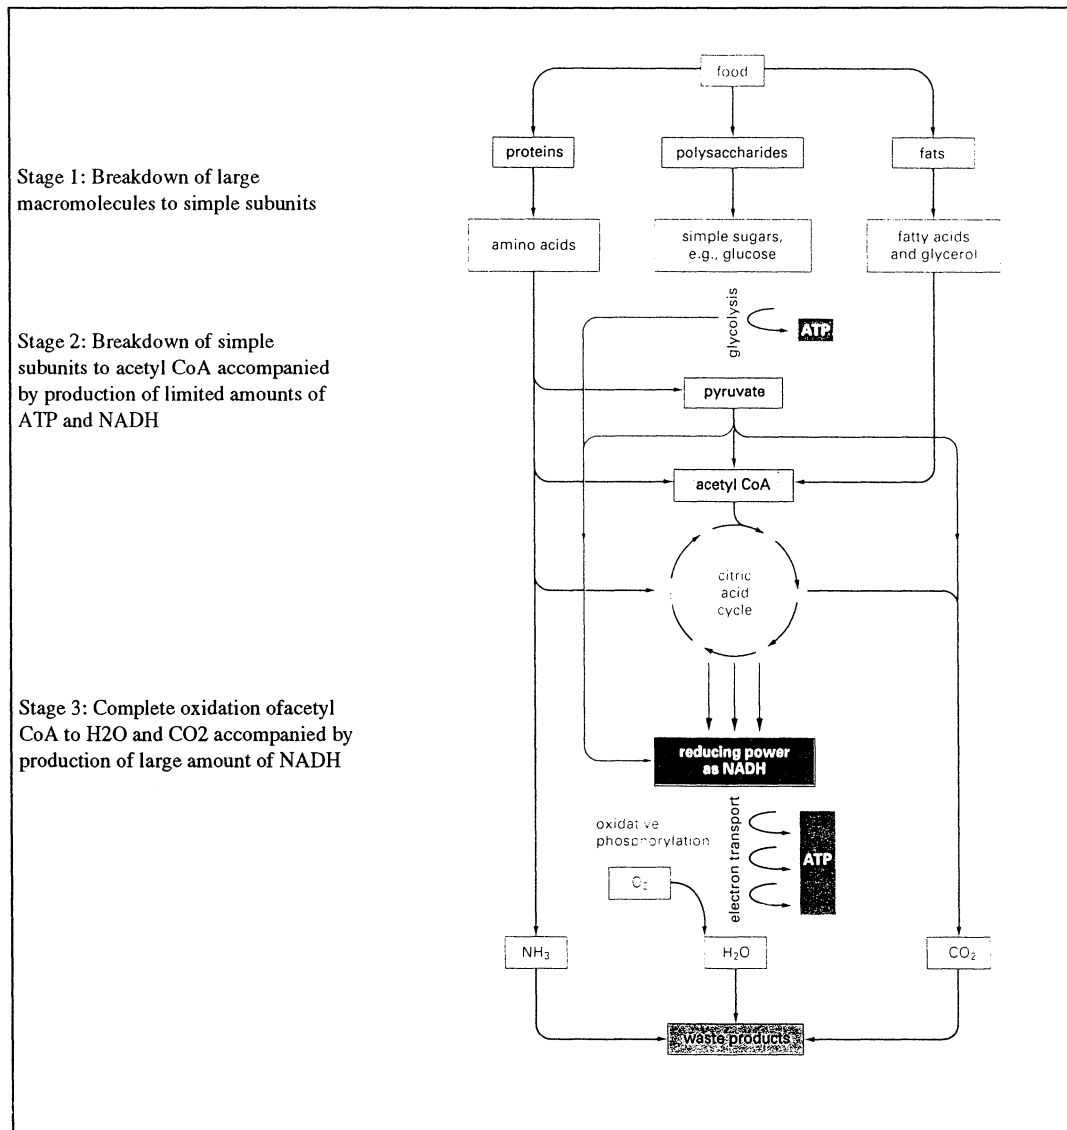 food
proteins
polysaccharides
fats
Stage 1: Breakdown of large
macromolecules to simple subunits
amino acids
simple sugars,
e.g., glucose
fatty acids
and glycerol
glycolysis
ATP
Stage 2: Breakdown of simple
subunits to acetyl CoA accompanied
by production of limited amounts of
ATP and NADH
pyruvate
acetyl CoA
citric
acid
cycle
Stage 3: Complete oxidation ofacetyl
CoA to H2O and CO2 accompanied by
production of large amount of NADH
reducing power
as NADH
oxidative
phosphorylation
electron transport
ATP
O₂
NH₃
H₂O
CO₂
waste products